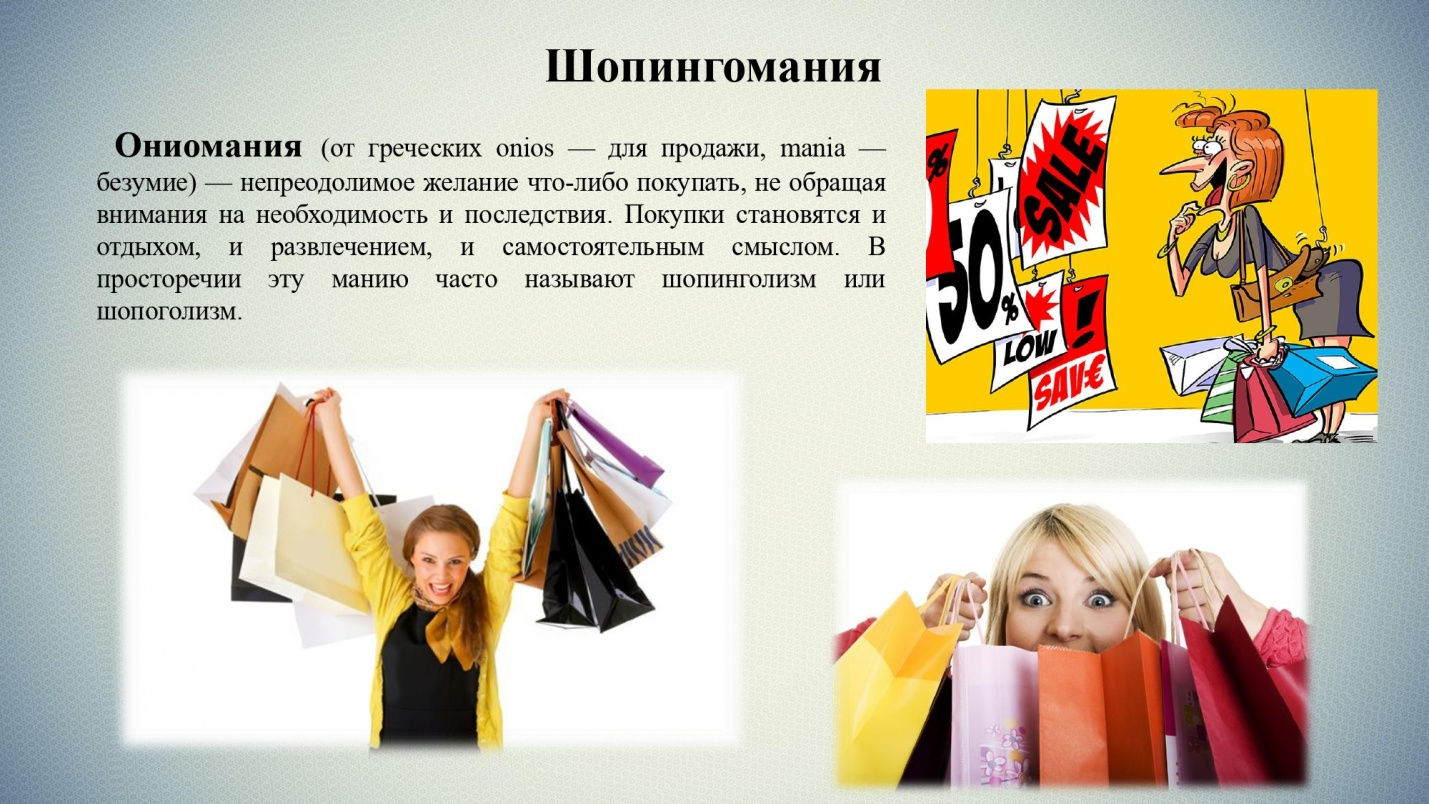 Шопингомания
Ониомания (от греческих onios — для продажи, mania —
безумие) — непреодолимое желание что-либо покупать, не обращая
внимания на необходимость и последствия. Покупки становятся и
отдыхом, и развлечением, и самостоятельным смыслом. В
просторечии эту манию часто называют шопинголизм или
шопоголизм.
%
SALE
50%
LOW
!
SAV€